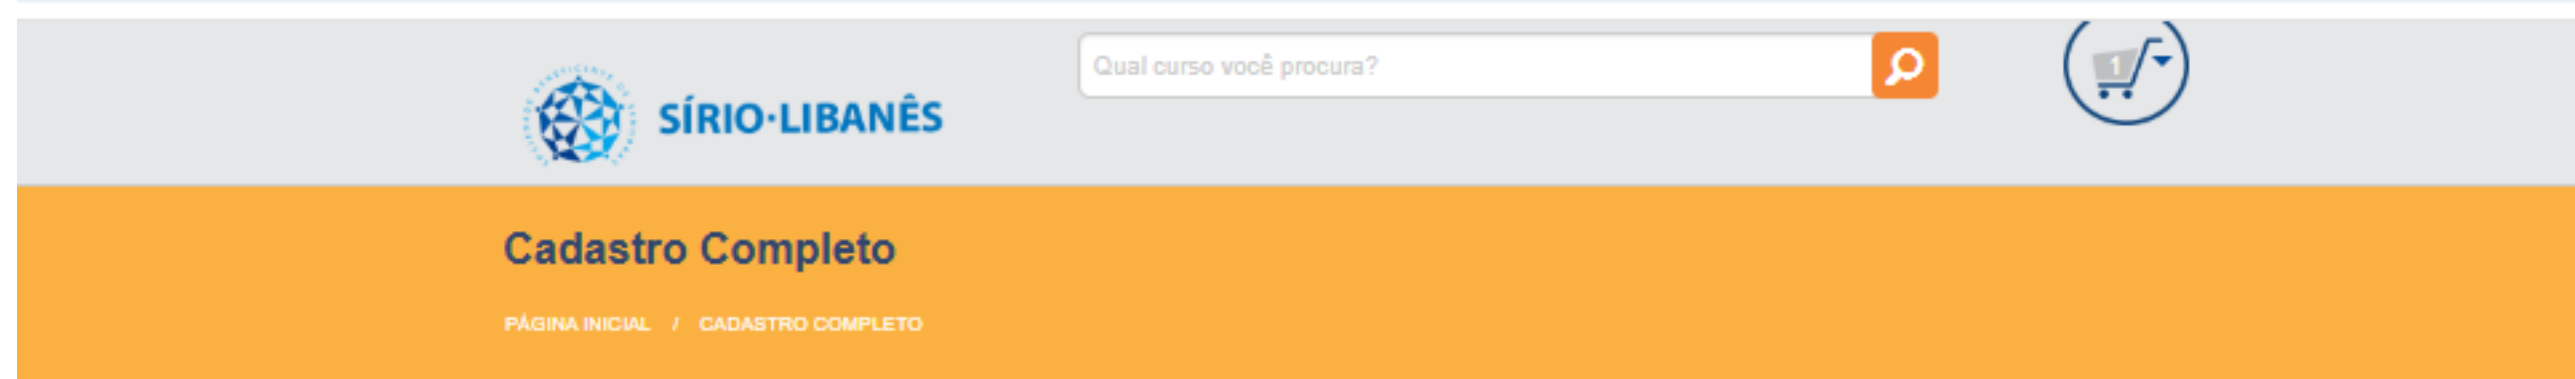 Qual curso você procura?
1
SÍRIO·LIBANÊS
Cadastro Completo
PÁGINA INICIAL / CADASTRO COMPLETO